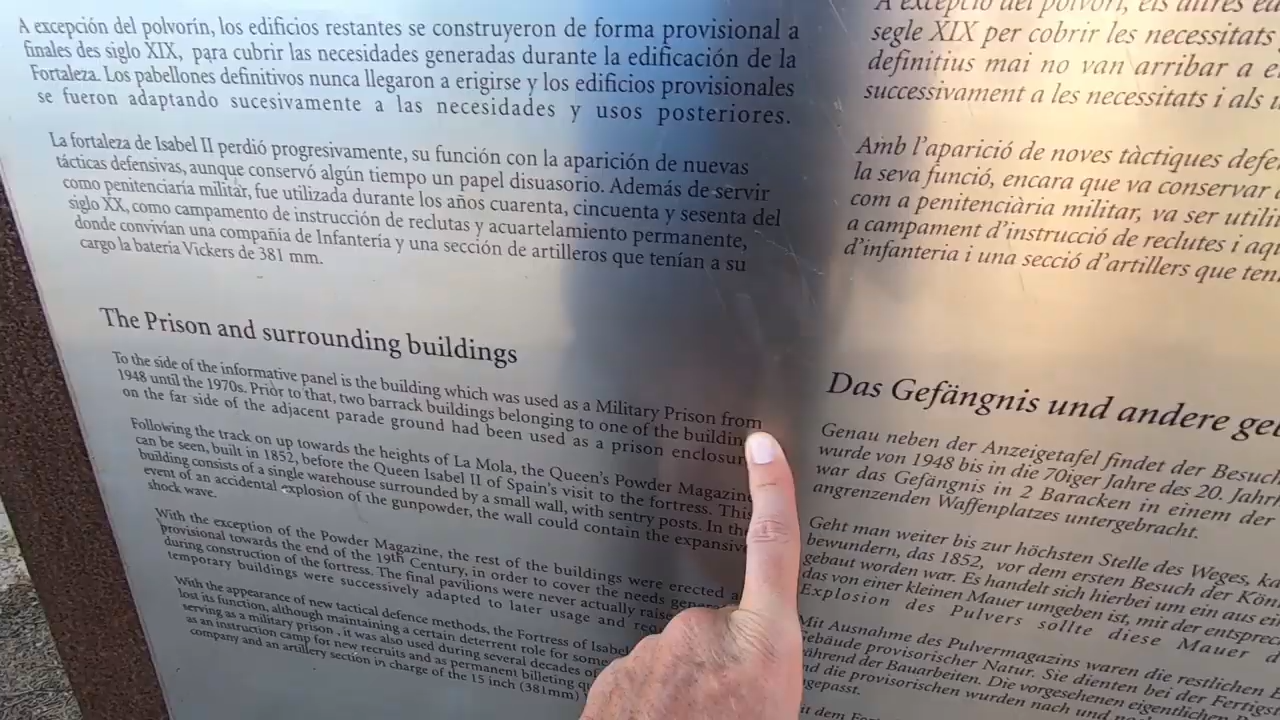 A excepción del polvorín, los edificios restantes se construyeron de forma provisional a
finales des siglo XIX, para cubrir las necesidades generadas durante la edificación de la
Fortaleza. Los pabellones definitivos nunca llegaron a erigirse y los edificios provisionales
se fueron adaptando sucesivamente a las necesidades y usos posteriores.
La fortaleza de Isabel II perdió progresivamente, su función con la aparición de nuevas
tácticas defensivas, aunque conservó algún tiempo un papel disuasorio. Además de servir
como penitenciaría militar, fue utilizada durante los años cuarenta, cincuenta y sesenta del
siglo XX, como campamento de instrucción de reclutas y acuartelamiento permanente,
donde convivían una compañía de Infantería y una sección de artilleros que tenían a su
cargo la batería Vickers de 381 mm.
The Prison and surrounding buildings
To the side of the informative panel is the building which was used as a Military Prison from
1948 until the 1970s. Prior to that, two barrack buildings belonging to one of the
on the far side of the adjacent parade ground had been used as a prison
Following the track on up towards the heights of La Mola, the Queen's Powder Magazine
can be seen, built in 1852, before the Queen Isabel II of Spain's visit to the fortress. This
building consists of a single warehouse surrounded by a small wall, with sentry posts. In the
event of an accidental explosion of the gunpowder, the wall could contain the expansive
shock wave.
With the exception of the Powder Magazine, the rest of the buildings were erected
provisional towards the end of the 19th Century, in order to cover the needs
during construction of the fortress. The final pavilions were never actually
temporary buildings were successively adapted to later usage and
With the appearance of new tactical defence methods, the Fortress of Isabel
lost its function, although maintaining a certain deterrent role for some
serving as a military prison , it was also used during several decades of
as an instruction camp for new recruits and as permanent billeting
company and an artillery section in charge of the 15 inch (381mm)
A excepció del polvorí, els altres
segle XIX per cobrir les necessitats
definitius mai no van arribar a
successivament a les necessitats i als
Amb l'aparició de noves tàctiques
la seva funció, encara que va conservar
com a penitenciària militar, va ser
a campament d'instrucció de reclutes i
d'infanteria i una secció d'artillers que
Das Gefängnis und andere
Genau neben der Anzeigetafel findet der
wurde von 1948 bis in die 70iger Jahre des 20.
war das Gefängnis in 2 Baracken in einem der
angrenzenden Waffenplatzes untergebracht.
Geht man weiter bis zur höchsten Stelle des Weges,
bewundern, das 1852, vor dem ersten Besuch der
gebaut worden war. Es handelt sich hierbei um ein aus
das von einer kleinen Mauer umgeben ist, mit der
Explosion des Pulvers sollte diese Mauer
Mit Ausnahme des Pulvermagazins waren die restlichen
Gebäude provisorischer Natur. Sie dienten bei der
während der Bauarbeiten. Die vorgesehenen
und die provisorischen wurden nach und